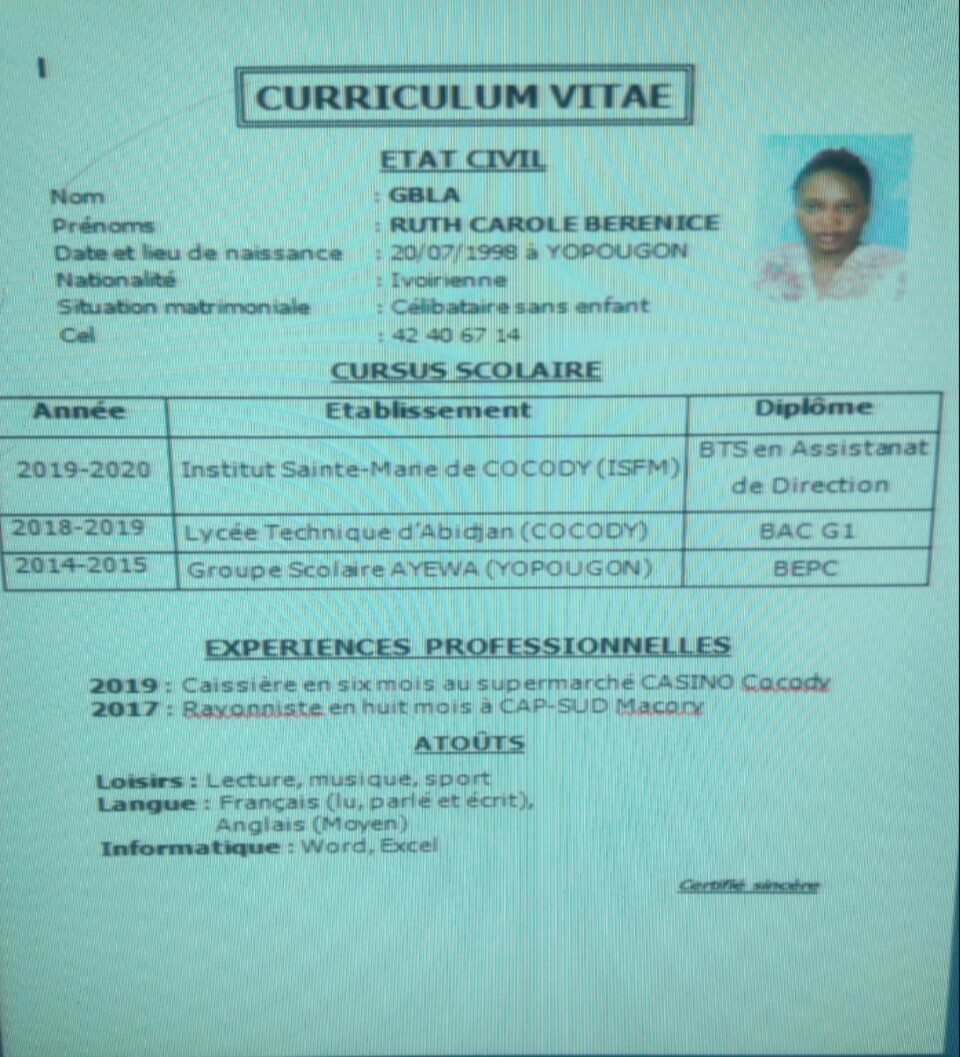 CURRICULUM VITAE
ETAT CIVIL
Nom : GBLA
Prénoms : RUTH CAROLE BERENICE
Date et lieu de naissance : 20/07/1998 à YOPOUGON
Nationalité : Ivoirienne
Situation matrimoniale : Célibataire sans enfant
Cel : 42 40 67 14
CURSUS SCOLAIRE
Année Etablissement Diplôme
2019-2020 Institut Sainte-Marie de COCODY (ISFM) BTS en Assistanat
de Direction
2018-2019 Lycée Technique d'Abidjan (COCODY) BAC G1
2014-2015 Groupe Scolaire AYEWA (YOPOUGON) BEPC
EXPERIENCES PROFESSIONNELLES
2019 : Caissière en six mois au supermarché CASINO Cocody
2017 : Rayonniste en huit mois à CAP-SUD Macory
ATOÛTS
Loisirs : Lecture, musique, sport
Langue : Français (lu, parlé et écrit),
Anglais (Moyen)
Informatique : Word, Excel
Certifié sincère